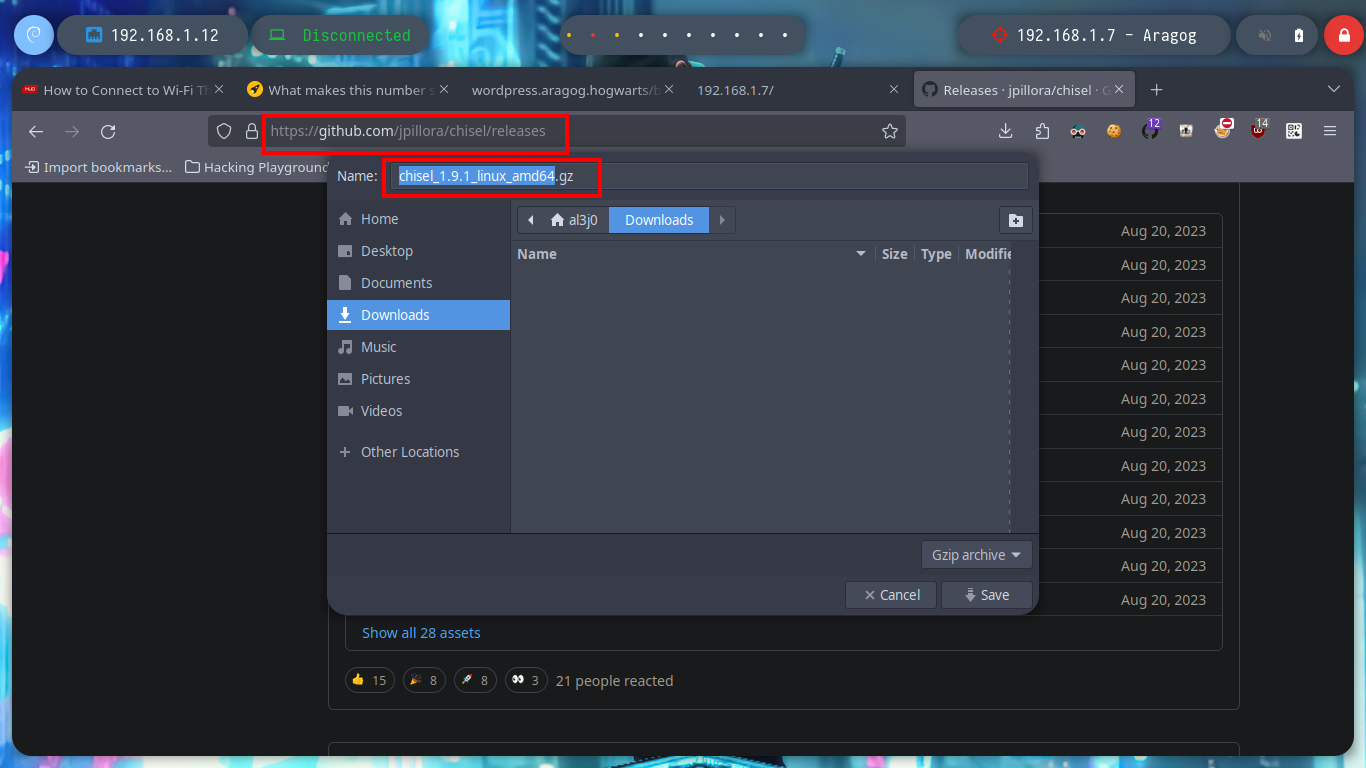 192.168.1.12
Disconnected
192.168.1.7 - Aragog
HUD
How to Connect to Wi-Fi Th
What makes this number s
wordpress.aragog.hogwarts/b
192.168.1.7/
Releases · jpillora/chisel · G
https://github.com/jpillora/chisel/releases
12
14
Import bookmarks...
Hacking Playground
Name:
chisel_1.9.1_linux_amd64.gz
Home
Desktop
Documents
Downloads
Music
Pictures
Videos
Other Locations
al3j0
Downloads
Name
Size
Type
Modifie
Aug 20, 2023
Aug 20, 2023
Aug 20, 2023
Aug 20, 2023
Aug 20, 2023
Aug 20, 2023
Aug 20, 2023
Aug 20, 2023
Aug 20, 2023
Aug 20, 2023
Aug 20, 2023
Aug 20, 2023
Gzip archive
Cancel
Save
Show all 28 assets
15
8
8
3
21 people reacted